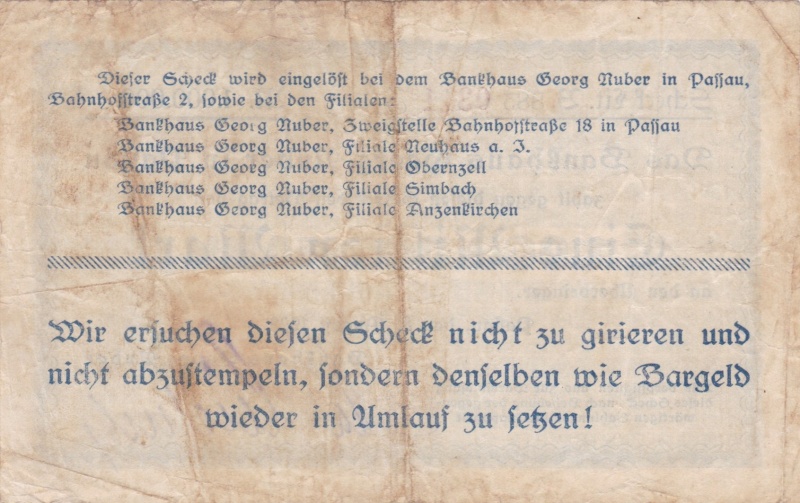 Dieser Scheck wird eingelöst bei dem Bankhaus Georg Nuber in Passau,
Bahnhofstraße 2, sowie bei den Filialen:
Bankhaus Georg Nuber, Zweigstelle Bahnhofstraße 18 in Passau
Bankhaus Georg Nuber, Filiale Neuhaus a. I.
Bankhaus Georg Nuber, Filiale Obernzell
Bankhaus Georg Nuber, Filiale Simbach
Bankhaus Georg Nuber, Filiale Anzenkirchen
Wir ersuchen diesen Scheck nicht zu girieren und
nicht abzustempeln, sondern denselben wie Bargeld
wieder in Umlauf zu setzen!